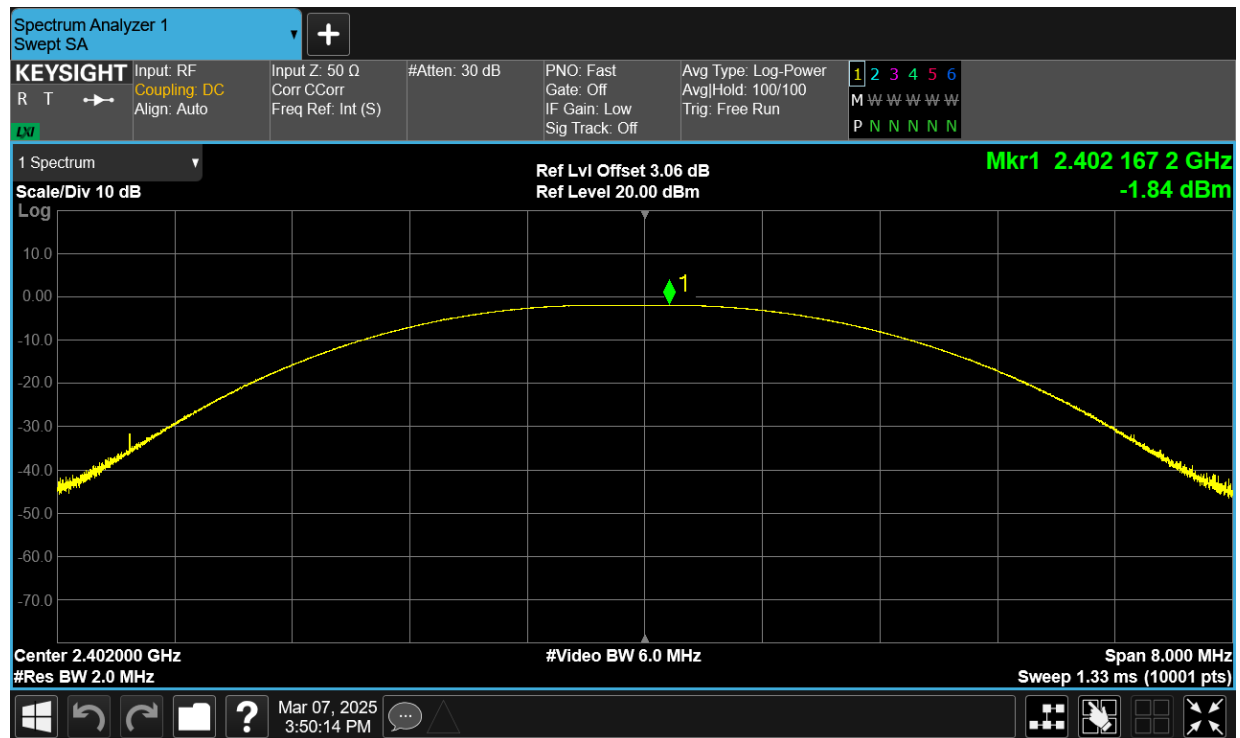 Spectrum Analyzer 1
Swept SA
KEYSIGHT
R T
LXI
Input: RF
Coupling: DC
Align: Auto
Input Z: 50 Ω
Corr CCorr
Freq Ref: Int (S)
#Atten: 30 dB
PNO: Fast
Gate: Off
IF Gain: Low
Sig Track: Off
Avg Type: Log-Power
Avg|Hold: 100/100
Trig: Free Run
1 2 3 4 5 6
M W W W W W
P N N N N N
1 Spectrum
Scale/Div 10 dB
Ref Lvl Offset 3.06 dB
Ref Level 20.00 dBm
Mkr1 2.402 167 2 GHz
-1.84 dBm
Log
10.0
0.00
-10.0
-20.0
-30.0
-40.0
-50.0
-60.0
-70.0
1
Center 2.402000 GHz
#Res BW 2.0 MHz
#Video BW 6.0 MHz
Span 8.000 MHz
Sweep 1.33 ms (10001 pts)
?
Mar 07, 2025
3:50:14 PM